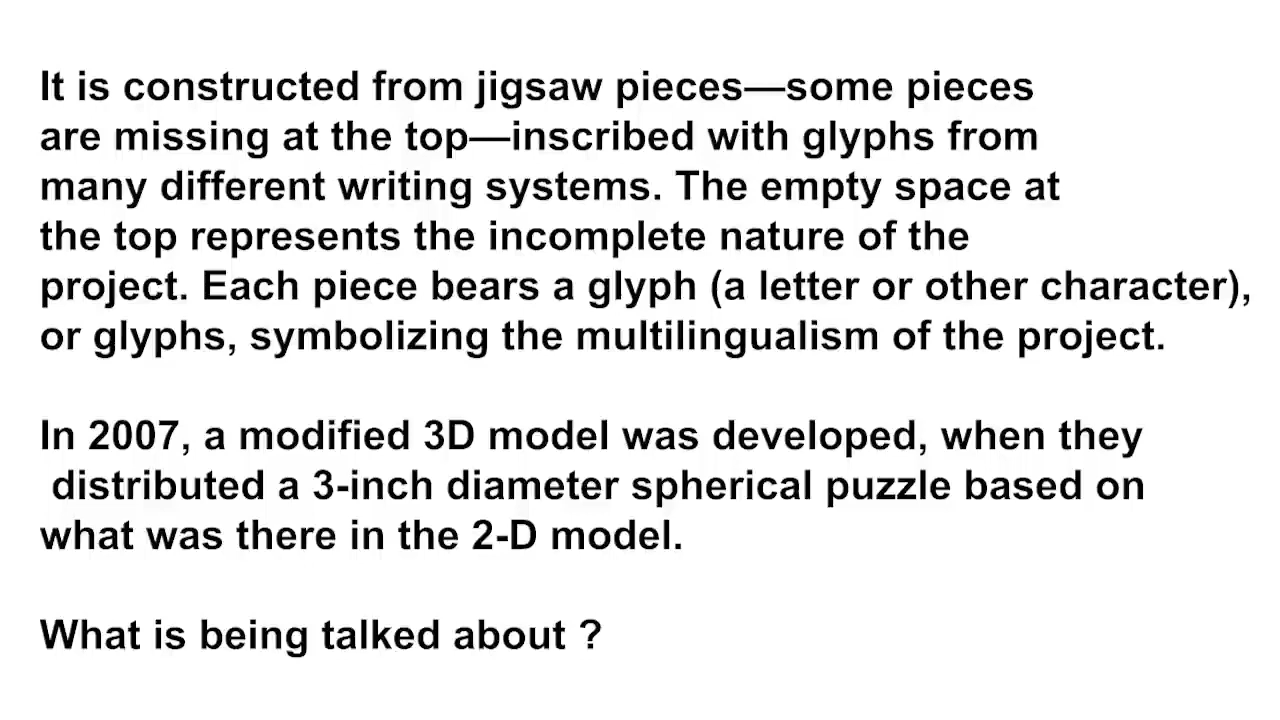 It is constructed from jigsaw pieces—some pieces
are missing at the top—inscribed with glyphs from
many different writing systems. The empty space at
the top represents the incomplete nature of the
project. Each piece bears a glyph (a letter or other character),
or glyphs, symbolizing the multilingualism of the project.
In 2007, a modified 3D model was developed, when they
distributed a 3-inch diameter spherical puzzle based on
what was there in the 2-D model.
What is being talked about ?